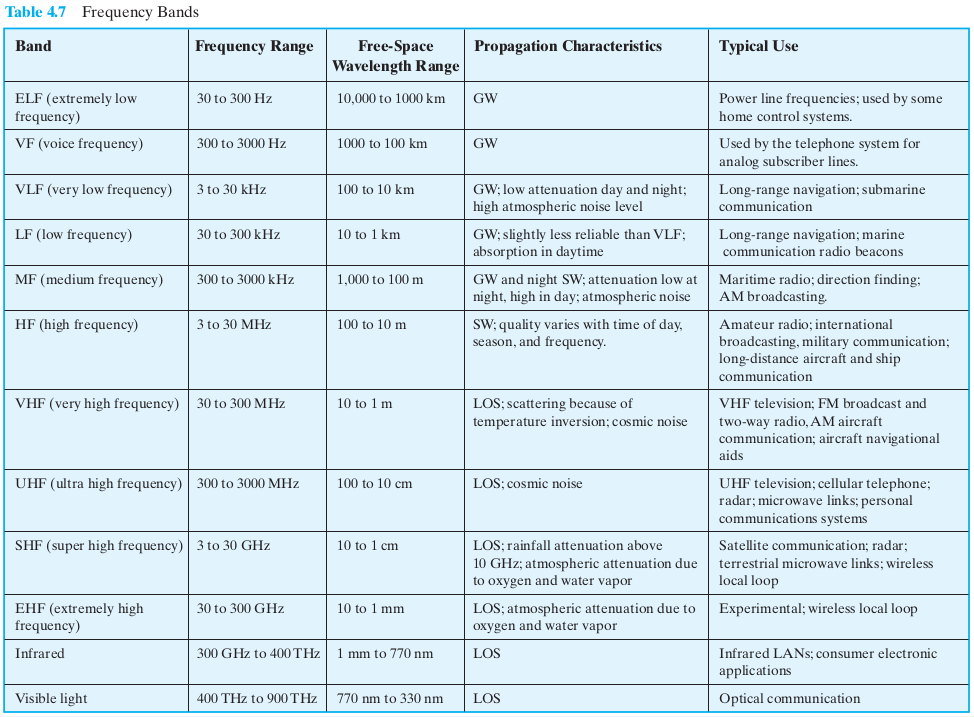 Table 4.7 Frequency Bands
Band Frequency Range Free-Space Wavelength Range Propagation Characteristics Typical Use
ELF (extremely low frequency) 30 to 300 Hz 10,000 to 1000 km GW Power line frequencies; used by some home control systems.
VF (voice frequency) 300 to 3000 Hz 1000 to 100 km GW Used by the telephone system for analog subscriber lines.
VLF (very low frequency) 3 to 30 kHz 100 to 10 km GW; low attenuation day and night; high atmospheric noise level Long-range navigation; submarine communication
LF (low frequency) 30 to 300 kHz 10 to 1 km GW; slightly less reliable than VLF; absorption in daytime Long-range navigation; marine communication radio beacons
MF (medium frequency) 300 to 3000 kHz 1,000 to 100 m GW and night SW; attenuation low at night, high in day; atmospheric noise Maritime radio; direction finding; AM broadcasting.
HF (high frequency) 3 to 30 MHz 100 to 10 m SW; quality varies with time of day, season, and frequency. Amateur radio; international broadcasting, military communication; long-distance aircraft and ship communication
VHF (very high frequency) 30 to 300 MHz 10 to 1 m LOS; scattering because of temperature inversion; cosmic noise VHF television; FM broadcast and two-way radio, AM aircraft communication; aircraft navigational aids
UHF (ultra high frequency) 300 to 3000 MHz 100 to 10 cm LOS; cosmic noise UHF television; cellular telephone; radar; microwave links; personal communications systems
SHF (super high frequency) 3 to 30 GHz 10 to 1 cm LOS; rainfall attenuation above 10 GHz; atmospheric attenuation due to oxygen and water vapor Satellite communication; radar; terrestrial microwave links; wireless local loop
EHF (extremely high frequency) 30 to 300 GHz 10 to 1 mm LOS; atmospheric attenuation due to oxygen and water vapor Experimental; wireless local loop
Infrared 300 GHz to 400 THz 1 mm to 770 nm LOS Infrared LANs; consumer electronic applications
Visible light 400 THz to 900 THz 770 nm to 330 nm LOS Optical communication